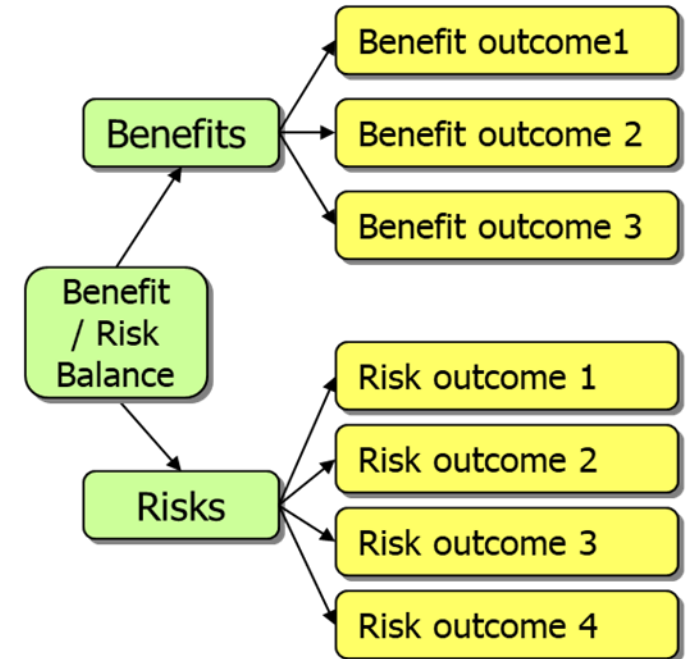 Benefit outcome1
Benefits
Benefit outcome 2
Benefit outcome 3
Benefit
/ Risk
Balance
Risk outcome 1
Risk outcome 2
Risks
Risk outcome 3
Risk outcome 4